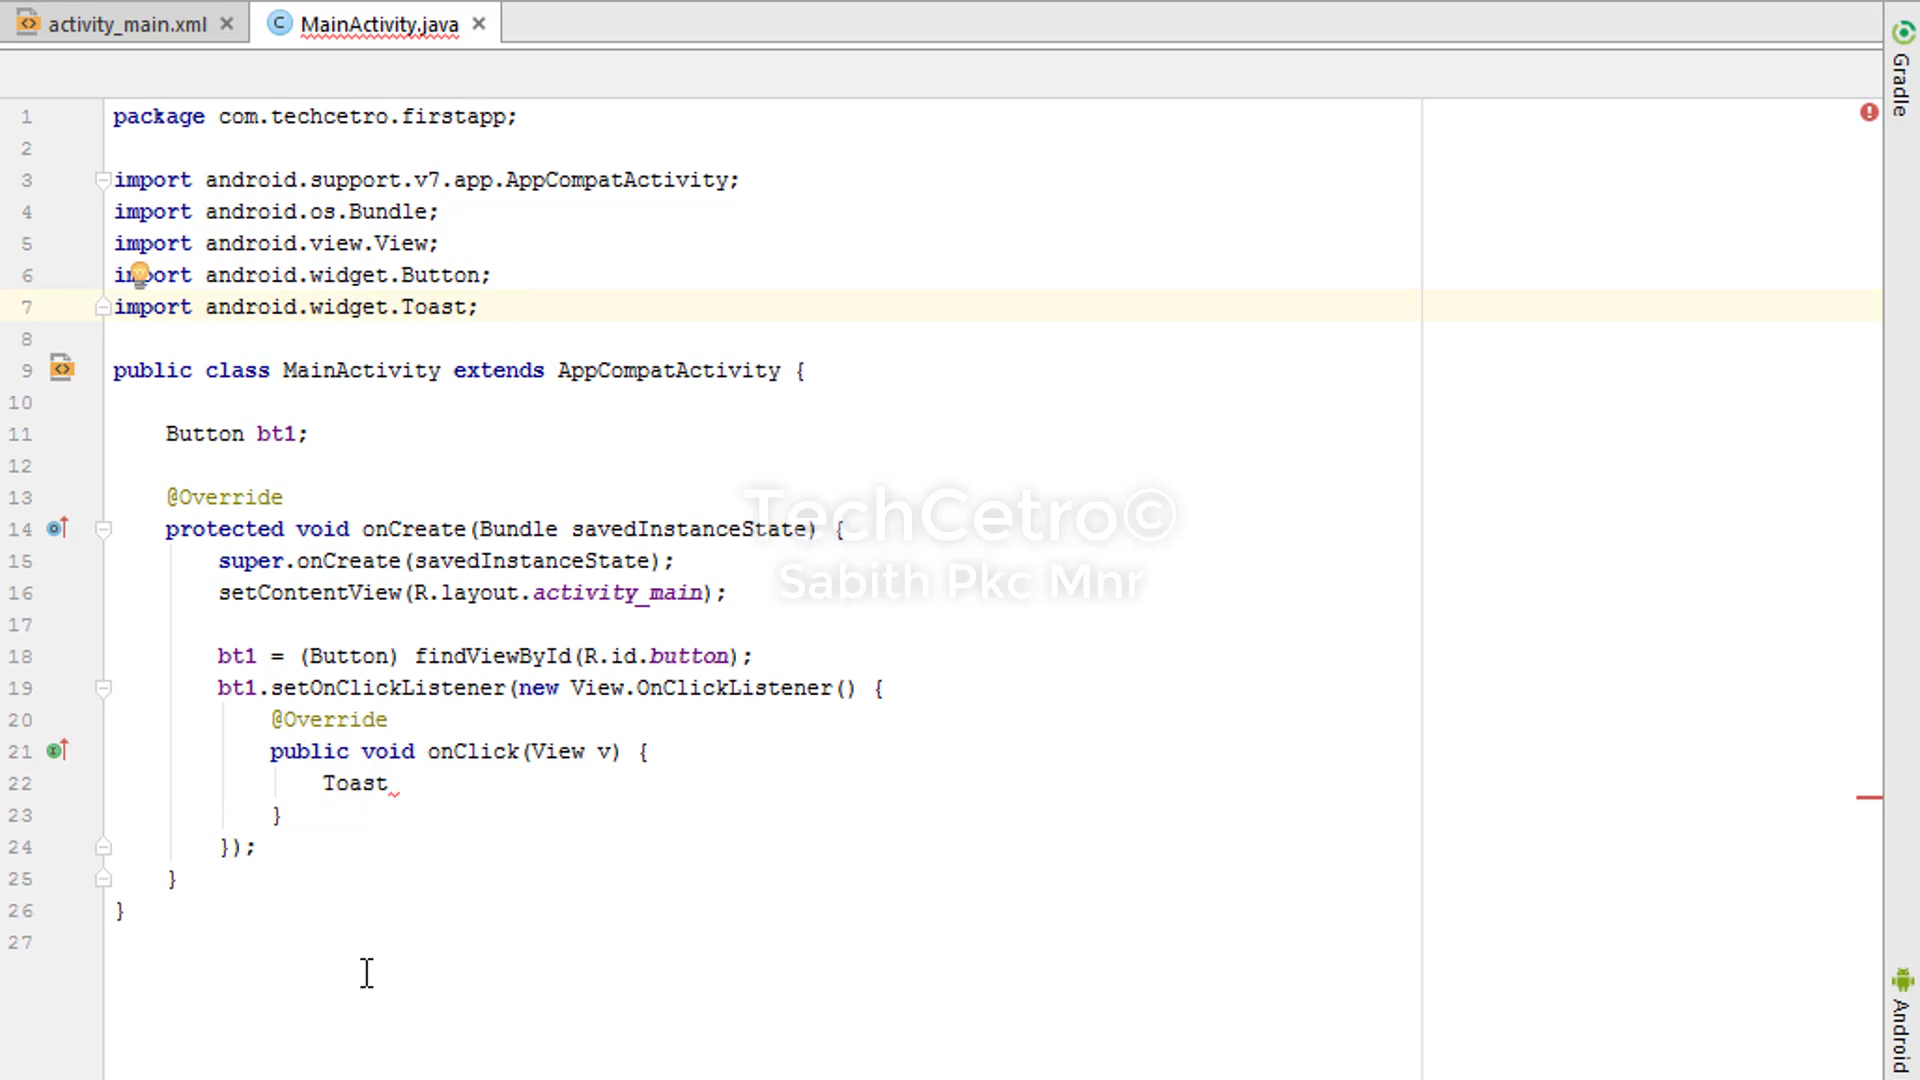 activity_main.xml MainActivity.java
Gradle
1 package com.techcetro.firstapp;
2
3 import android.support.v7.app.AppCompatActivity;
4 import android.os.Bundle;
5 import android.view.View;
6 import android.widget.Button;
7 import android.widget.Toast;
8
9 public class MainActivity extends AppCompatActivity {
10
11 Button bt1;
12
13 @Override
14 protected void onCreate(Bundle savedInstanceState) {
15 super.onCreate(savedInstanceState);
16 setContentView(R.layout.activity_main);
17
18 bt1 = (Button) findViewById(R.id.button);
19 bt1.setOnClickListener(new View.OnClickListener() {
20 @Override
21 public void onClick(View v) {
22 Toast
23 }
24 });
25 }
26 }
27
TechCetro©
Sabith Pkc Mnr
Android